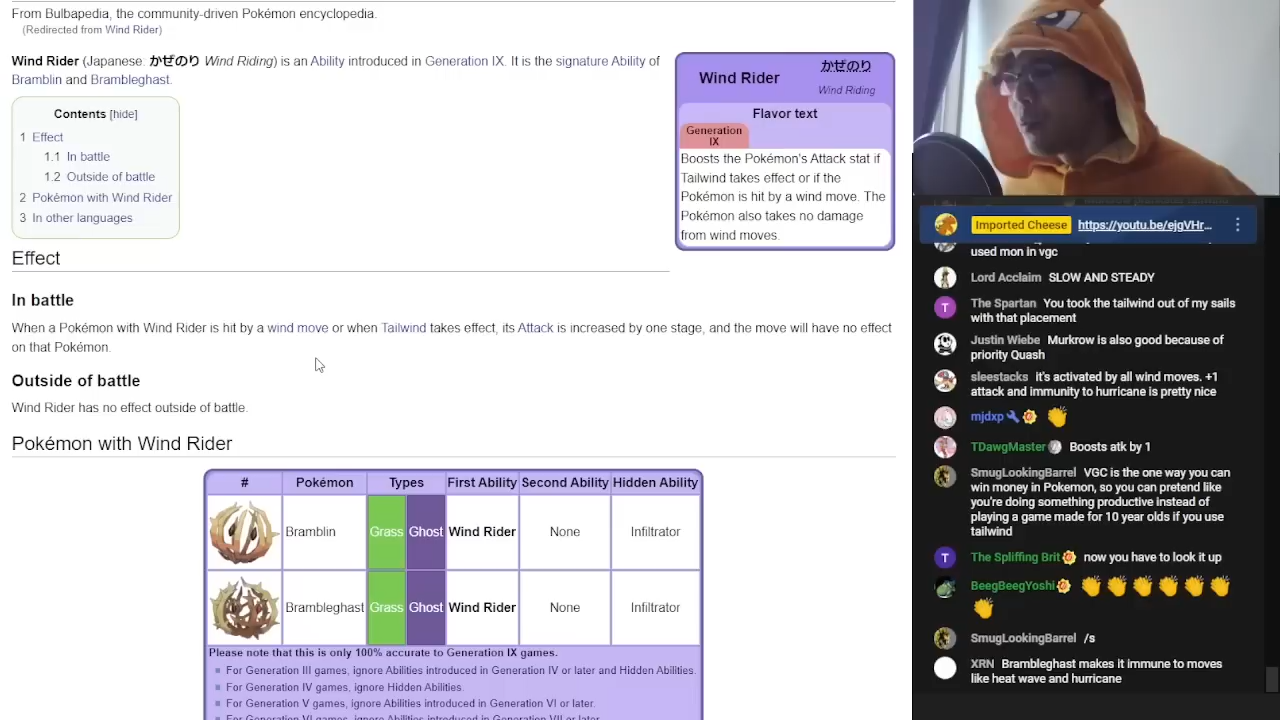 From Bulbapedia, the community-driven Pokémon encyclopedia.
(Redirected from Wind Rider)
Wind Rider (Japanese: かぜのり Wind Riding) is an Ability introduced in Generation IX. It is the signature Ability of
Bramblin and Brambleghast.
Contents [hide]
1 Effect
1.1 In battle
1.2 Outside of battle
2 Pokémon with Wind Rider
3 In other languages
Wind Rider
かぜのり
Wind Riding
Flavor text
Generation
IX
Boosts the Pokémon's Attack stat if
Tailwind takes effect or if the
Pokémon is hit by a wind move. The
Pokémon also takes no damage
from wind moves.
Effect
In battle
When a Pokémon with Wind Rider is hit by a wind move or when Tailwind takes effect, its Attack is increased by one stage, and the move will have no effect
on that Pokémon.
Outside of battle
Wind Rider has no effect outside of battle.
Pokémon with Wind Rider
# Pokémon Types First Ability Second Ability Hidden Ability
Bramblin Grass Ghost Wind Rider None Infiltrator
Brambleghast Grass Ghost Wind Rider None Infiltrator
Please note that this is only 100% accurate to Generation IX games.
For Generation III games, ignore Abilities introduced in Generation IV or later and Hidden Abilities.
For Generation IV games, ignore Hidden Abilities.
For Generation V games, ignore Abilities introduced in Generation VI or later.
For Generation VI games, ignore Abilities introduced in Generation VII or later.
Imported Cheese https://youtu.be/ejgVHr...
used mon in vgc
Lord Acclaim SLOW AND STEADY
T
The Spartan You took the tailwind out of my sails
with that placement
Justin Wiebe Murkrow is also good because of
priority Quash
sleestacks it's activated by all wind moves. +1
attack and immunity to hurricane is pretty nice
mjdxp
TDawgMaster Boosts atk by 1
SmugLookingBarrel VGC is the one way you can
win money in Pokemon, so you can pretend like
you're doing something productive instead of
playing a game made for 10 year olds if you use
tailwind
T
The Spliffing Brit now you have to look it up
BeegBeegYoshi
SmugLookingBarrel /s
XRN Brambleghast makes it immune to moves
like heat wave and hurricane